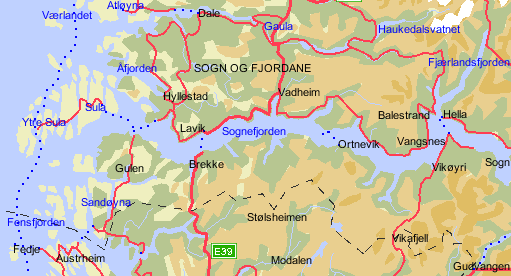 Atløyna
Værlandet
Dale
Gaula
Haukedalsvatnet
Åfjorden
SOGN OG FJORDANE
Fjærlandsfjorden
Hyllestad
Vadheim
Sula
Ytre Sula
Balestrand
Hella
Lavik
Sognefjorden
Ortnevik
Vangsnes
Gulen
Brekke
Vikøyri
Sogn
Sandøyna
Stølsheimen
Fensfjorden
Vikafjell
Fedje
E39
Austrheim
Modalen
Gudvangen